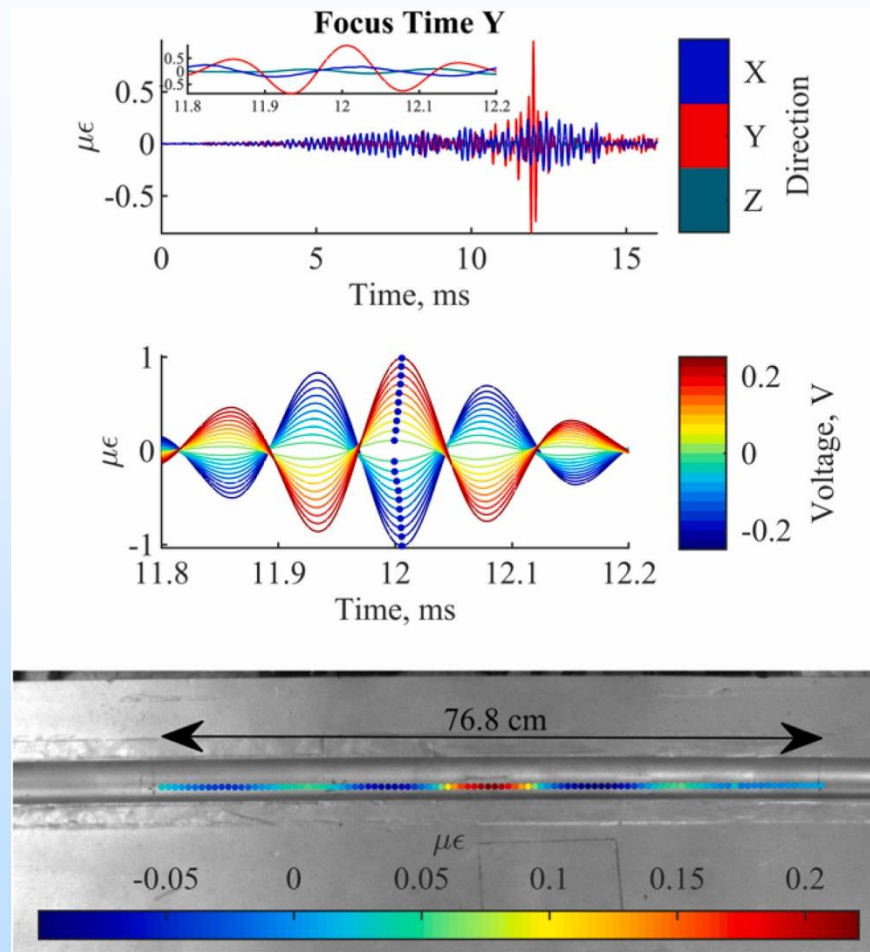 Focus Time Y
με
0.5
0
-0.5
0.5
0
-0.5
11.8 11.9 12 12.1 12.2
0 5 10 15
Time, ms
X
Y
Z
Direction
με
1
0
-1
11.8 11.9 12 12.1 12.2
Time, ms
0.2
0
-0.2
Voltage, V
76.8 cm
με
-0.05 0 0.05 0.1 0.15 0.2